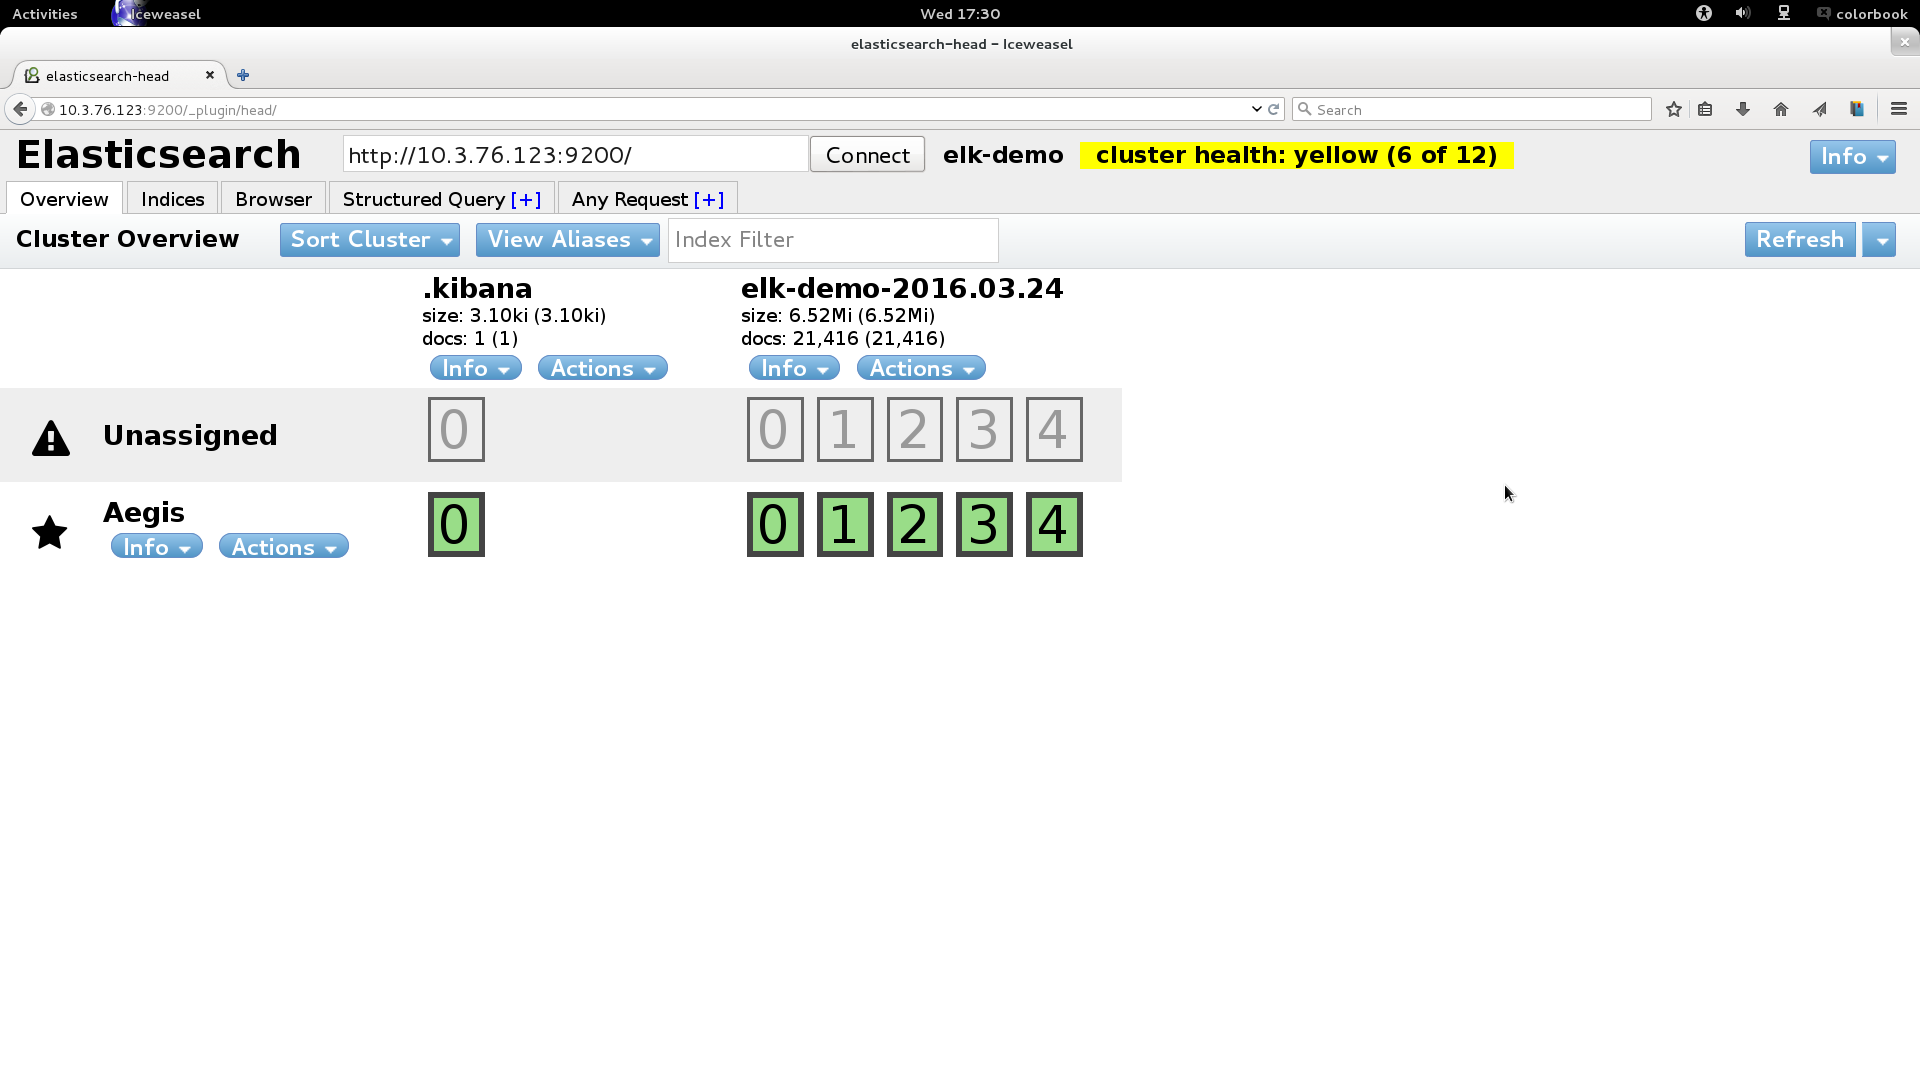 Activities Iceweasel Wed 17:30 colorbook
elasticsearch-head - Iceweasel
elasticsearch-head
10.3.76.123:9200/_plugin/head/ Search
Elasticsearch http://10.3.76.123:9200/ Connect elk-demo cluster health: yellow (6 of 12) Info
Overview Indices Browser Structured Query [+] Any Request [+]
Cluster Overview Sort Cluster View Aliases Index Filter Refresh
.kibana elk-demo-2016.03.24
size: 3.10ki (3.10ki) size: 6.52Mi (6.52Mi)
docs: 1 (1) docs: 21,416 (21,416)
Info Actions Info Actions
Unassigned 0 0 1 2 3 4
Aegis 0 0 1 2 3 4
Info Actions